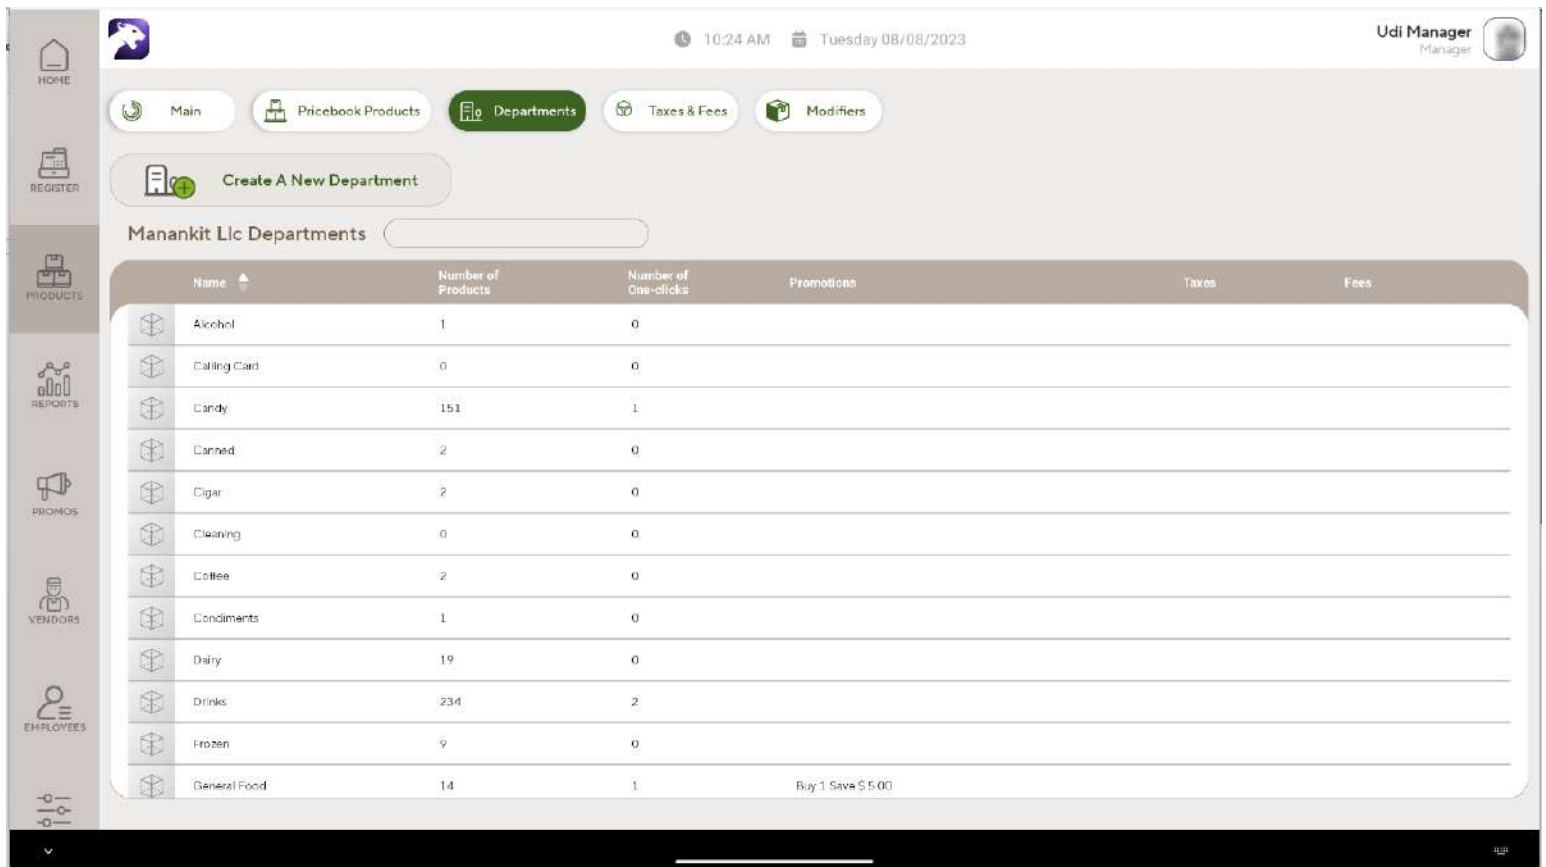 10:24 AM Tuesday 08/08/2023
Udi Manager
Manager
HOME
Main Pricebook Products Departments Taxes & Fees Modifiers
REGISTER
Create A New Department
Manankit Llc Departments
PRODUCTS
Name Number of Products Number of One-clicks Promotions Taxes Fees
Alcohol 1 0
Calling Card 0 0
REPORTS
Candy 151 1
Canned 2 0
Cigar 2 0
PROMOS
Cleaning 0 0
Coffee 2 0
VENDORS
Condiments 1 0
Dairy 19 0
Drinks 234 2
EMPLOYEES
Frozen 9 0
General Food 14 1 Buy 1 Save $ 5.00